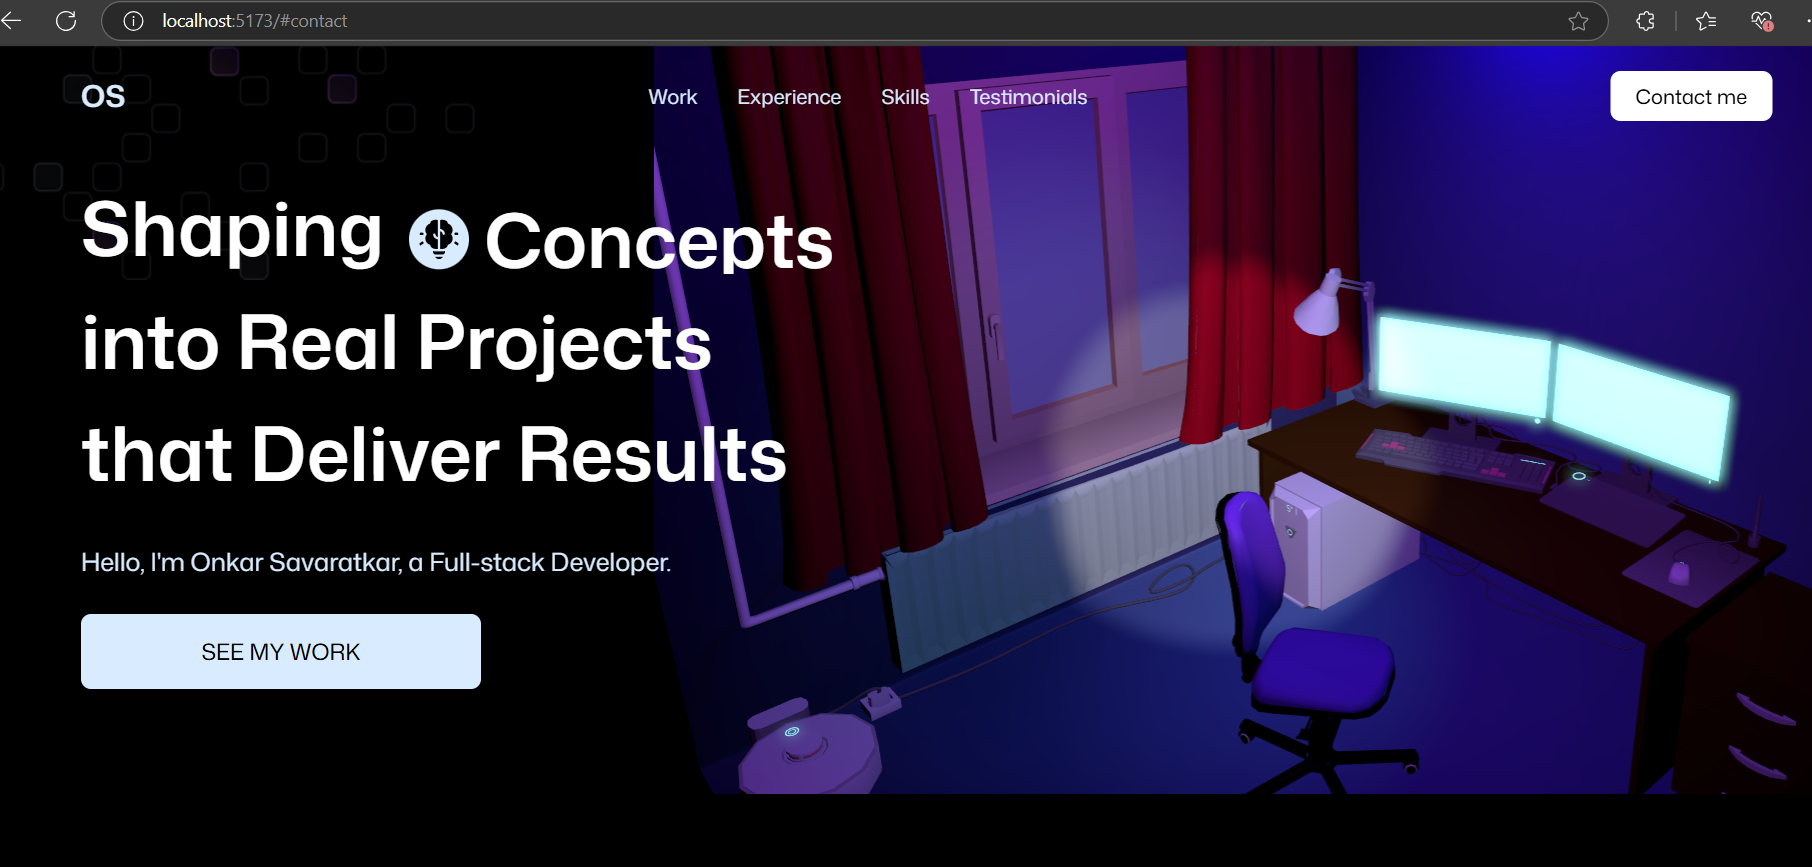 localhost:5173/#contact
OS
Work Experience Skills Testimonials
Contact me
Shaping Concepts
into Real Projects
that Deliver Results
Hello, I'm Onkar Savaratkar, a Full-stack Developer.
SEE MY WORK